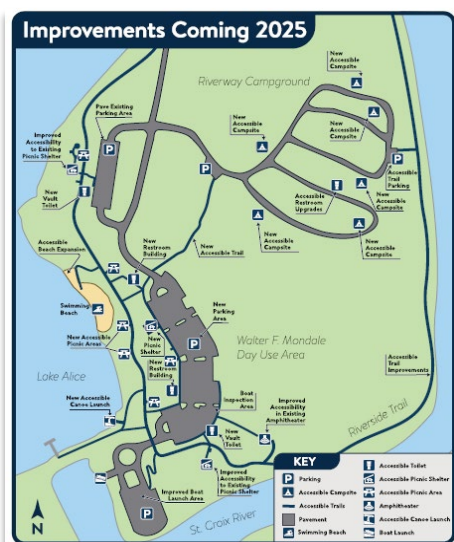 Improvements Coming 2025
New
Accessible
Campsite
Riverway Campground
Pave Existing
Parking Area
New
Accessible
Campsite
New
Accessible
Campsite
New
Accessible
Campsite
Improved
Accessibility
to Existing
Picnic Shelter
P
P
P
Accessible
Trail
Parking
New
Vault
Toilet
Accessible
Restroom
Upgrades
New
Accessible
Campsite
New
Accessible
Campsite
New
Accessible
Campsite
Accessible
Beach Expansion
New
Restroom
Building
New
Accessible Trail
Swimming
Beach
New
Parking
Area
P
New Accessible
Picnic Areas
New
Picnic
Shelter
New
Restroom
Building
Walter F. Mondale
Day Use Area
Accessible
Trail
Improvements
Lake Alice
New Accessible
Canoe Launch
Boat
Inspection
Area
Improved
Accessibility
in Existing
Amphitheater
Riverside Trail
New
Vault
Toilet
Improved
Accessibility
to Existing
Picnic Shelter
Improved Boat
Launch Area
P
St. Croix River
N
KEY
P Parking
Accessible Campsite
Accessible Trails
Pavement
Swimming Beach
Accessible Toilet
Accessible Picnic Shelter
Accessible Picnic Area
Amphitheater
Accessible Canoe Launch
Boat Launch